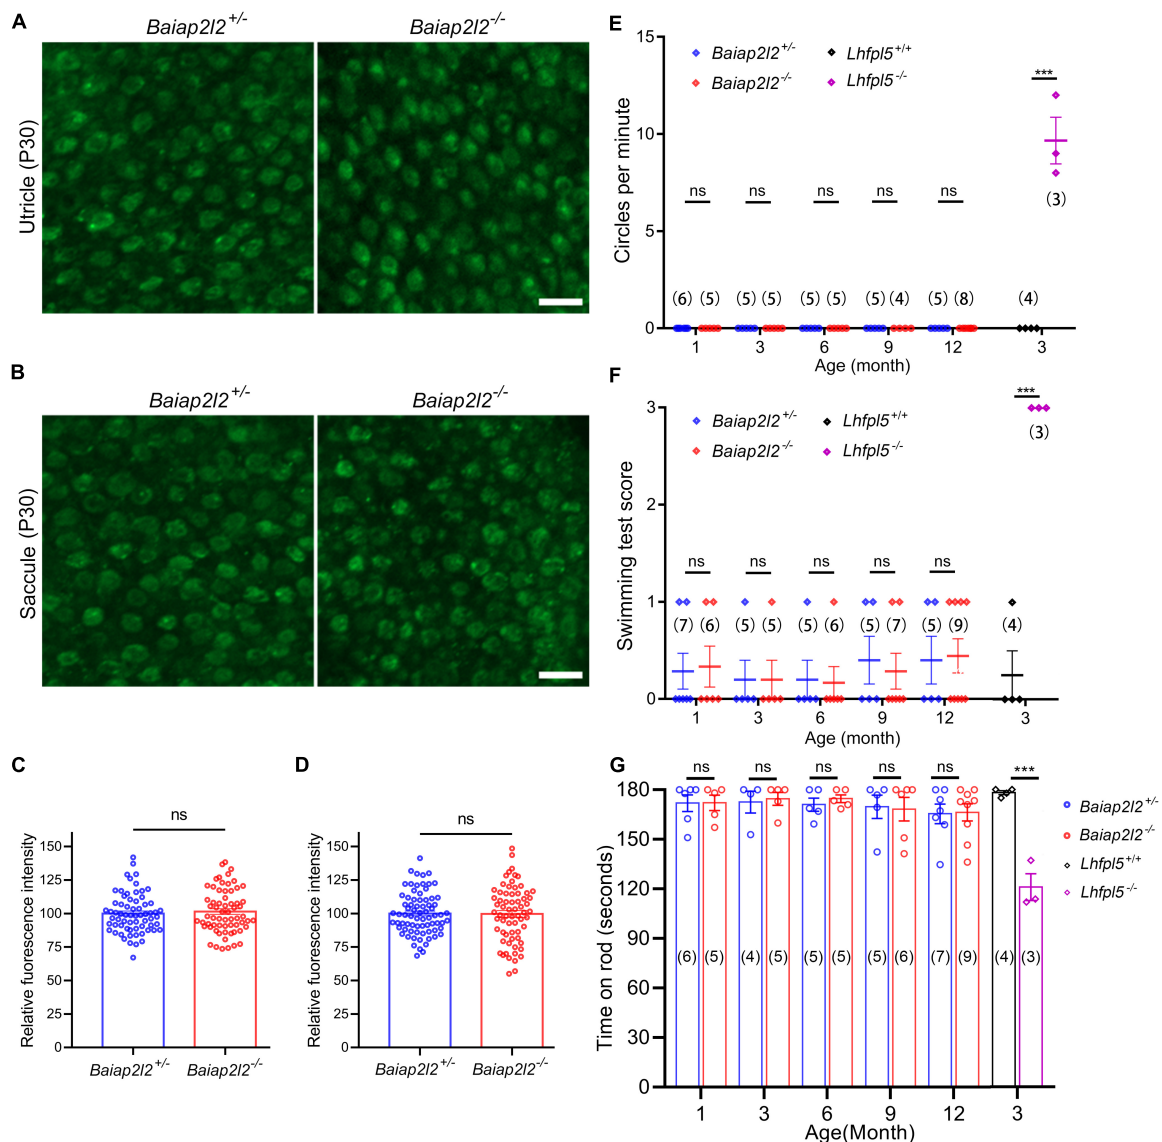 A
Baiap2l2+/-
Baiap2l2-/-
Utricle (P30)
B
Baiap2l2+/-
Baiap2l2-/-
Saccule (P30)
C
ns
Relative fuorescence intensity
150
125
100
75
50
25
0
Baiap2l2+/-
Baiap2l2-/-
D
ns
Relative fuorescence intensity
150
125
100
75
50
25
0
Baiap2l2+/-
Baiap2l2-/-
E
Baiap2l2+/-
Lhfpl5+/+
Baiap2l2-/-
Lhfpl5-/-
***
Circles per minute
15
10
5
0
ns ns ns ns ns
(3)
(6) (5) (5) (5) (5) (5) (5) (4) (5) (8) (4)
1 3 6 9 12 3
Age (month)
F
Baiap2l2+/-
Lhfpl5+/+
Baiap2l2-/-
Lhfpl5-/-
***
(3)
Swimming test score
3
2
1
0
ns ns ns ns ns
(7) (6) (5) (5) (5) (6) (5) (7) (5) (9) (4)
1 3 6 9 12 3
Age (month)
G
ns ns ns ns ns ***
Time on rod (seconds)
180
150
120
90
60
30
0
(6) (5) (4) (5) (5) (5) (5) (6) (7) (9) (4) (3)
1 3 6 9 12 3
Age(Month)
Baiap2l2+/-
Baiap2l2-/-
Lhfpl5+/+
Lhfpl5-/-